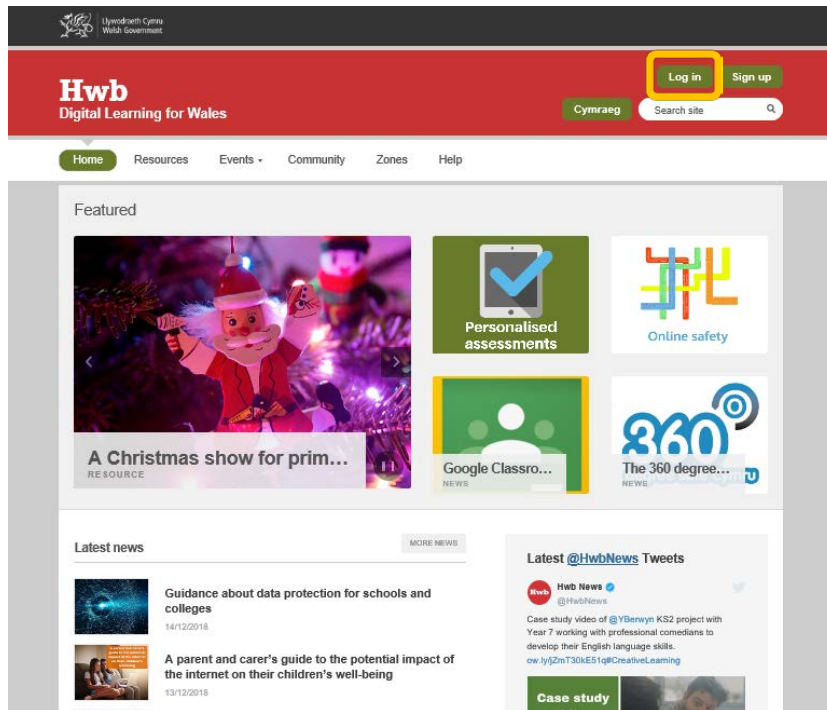 Llywodraeth Cymru
Welsh Government
Log in
Sign up
Hwb
Digital Learning for Wales
Cymraeg
Search site
Home
Resources
Events
Community
Zones
Help
Featured
Personalised
assessments
Online safety
A Christmas show for prim...
RESOURCE
Google Classro...
NEWS
360°
The 360 degree...
NEWS
Latest news
MORE NEWS
Guidance about data protection for schools and
colleges
14/12/2018
A parent and carer's guide to the potential impact of
the internet on their children's well-being
13/12/2018
Latest @HwbNews Tweets
Hwb
Hwb News
@HwbNews
Case study video of @YBerwyn KS2 project with
Year 7 working with professional comedians to
develop their English language skills.
ow.ly/jZmT30kE51q#CreativeLearning
Case study